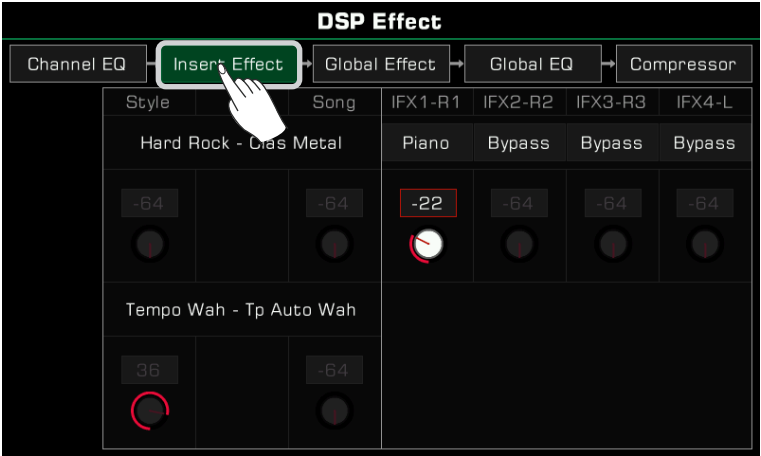 DSP Effect
Channel EQ Insert Effect Global Effect Global EQ Compressor
Style Song IFX1-R1 IFX2-R2 IFX3-R3 IFX4-L
Hard Rock - Clas Metal Piano Bypass Bypass Bypass
-64 -64 -22 -64 -64 -64
Tempo Wah - Tp Auto Wah
36 -64